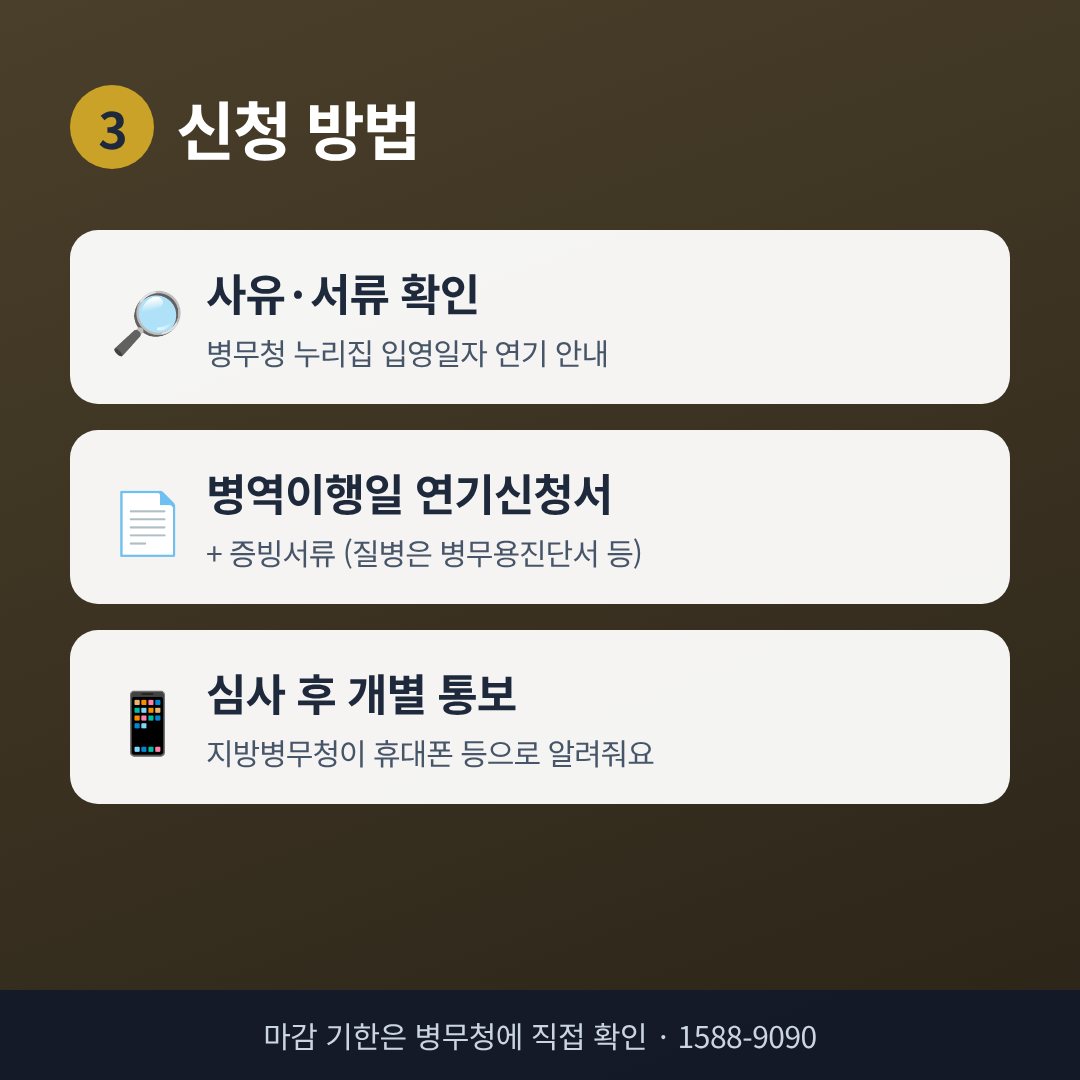 3 신청 방법
사유·서류 확인
병무청 누리집 입영일자 연기 안내
병역이행일 연기신청서
+ 증빙서류 (질병은 병무용진단서 등)
심사 후 개별 통보
지방병무청이 휴대폰 등으로 알려줘요
마감 기한은 병무청에 직접 확인 · 1588-9090